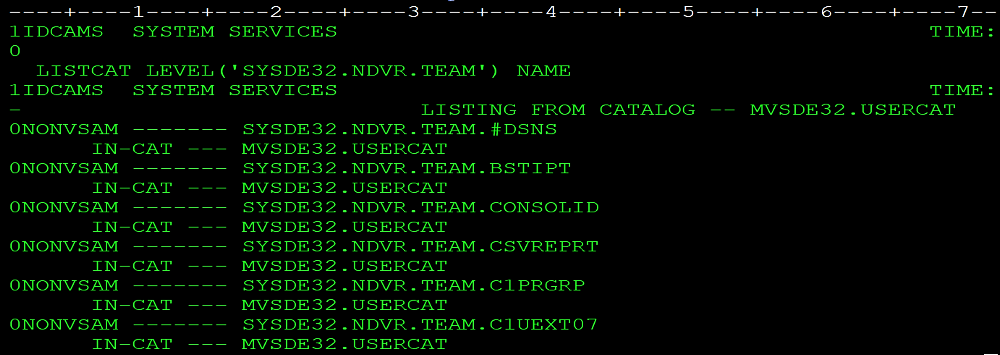 ----+----1----+----2----+----3----+----4----+----5----+----6----+----7--
1IDCAMS  SYSTEM SERVICES                                           TIME:
0
  LISTCAT LEVEL('SYSDE32.NDVR.TEAM') NAME
1IDCAMS  SYSTEM SERVICES                                           TIME:
-                             LISTING FROM CATALOG -- MVSDE32.USERCAT
0NONVSAM ------- SYSDE32.NDVR.TEAM.#DSNS
      IN-CAT --- MVSDE32.USERCAT
0NONVSAM ------- SYSDE32.NDVR.TEAM.BSTIPT
      IN-CAT --- MVSDE32.USERCAT
0NONVSAM ------- SYSDE32.NDVR.TEAM.CONSOLID
      IN-CAT --- MVSDE32.USERCAT
0NONVSAM ------- SYSDE32.NDVR.TEAM.CSVREPRT
      IN-CAT --- MVSDE32.USERCAT
0NONVSAM ------- SYSDE32.NDVR.TEAM.C1PRGRP
      IN-CAT --- MVSDE32.USERCAT
0NONVSAM ------- SYSDE32.NDVR.TEAM.C1UEXT07
      IN-CAT --- MVSDE32.USERCAT